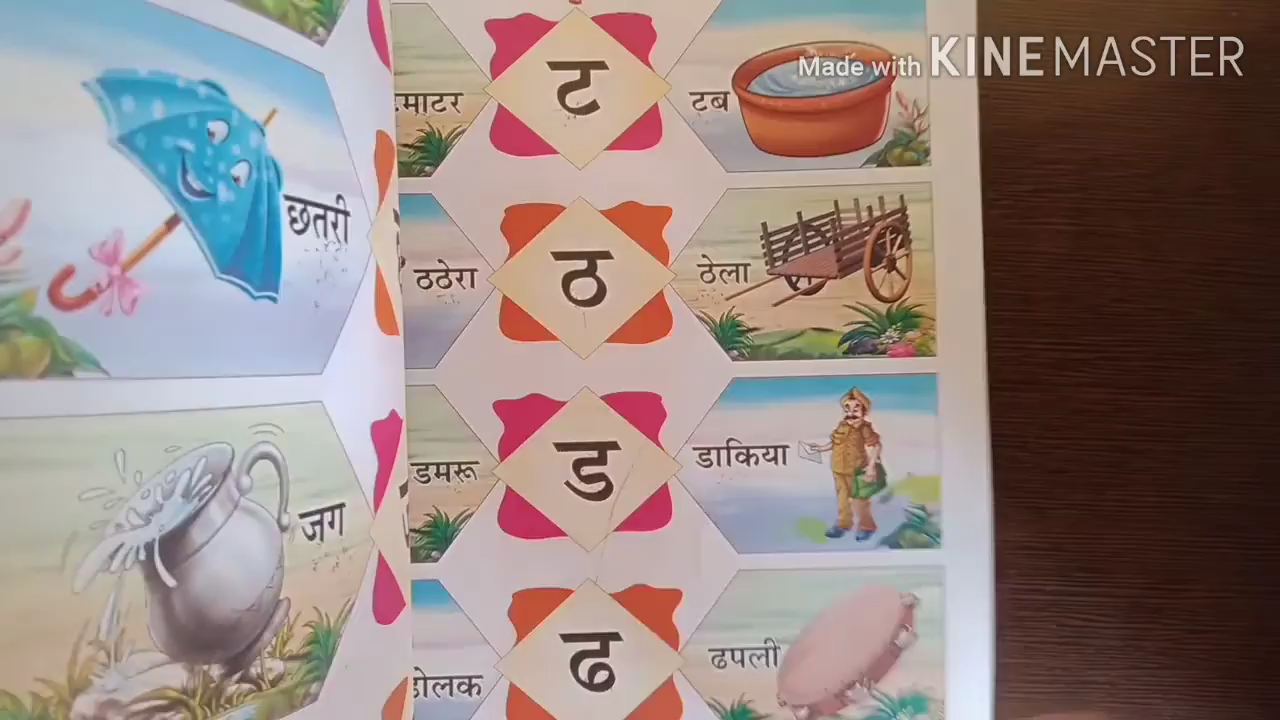 Made with KINEMASTER
छतरी
जग
ट
टब
ठठेरा
ठ
ठेला
डमरू
ड
डाकिया
ढ
ढपली